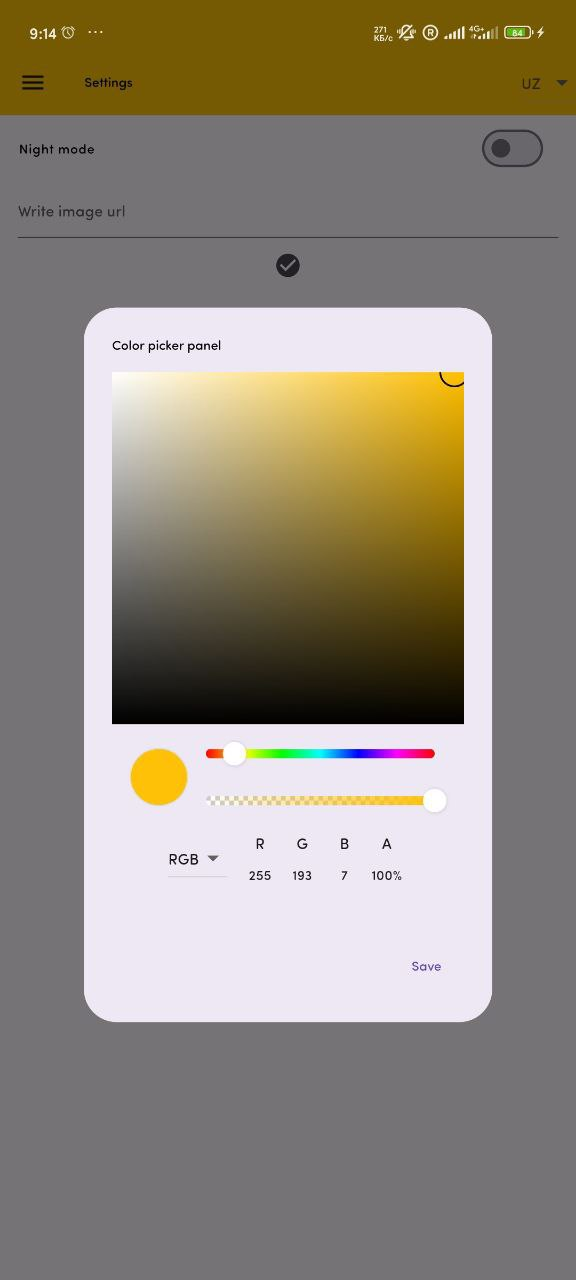 9:14
271
КБ/с
R
4G+
84
Settings
UZ
Night mode
Write image url
Color picker panel
RGB
R G B A
255 193 7 100%
Save